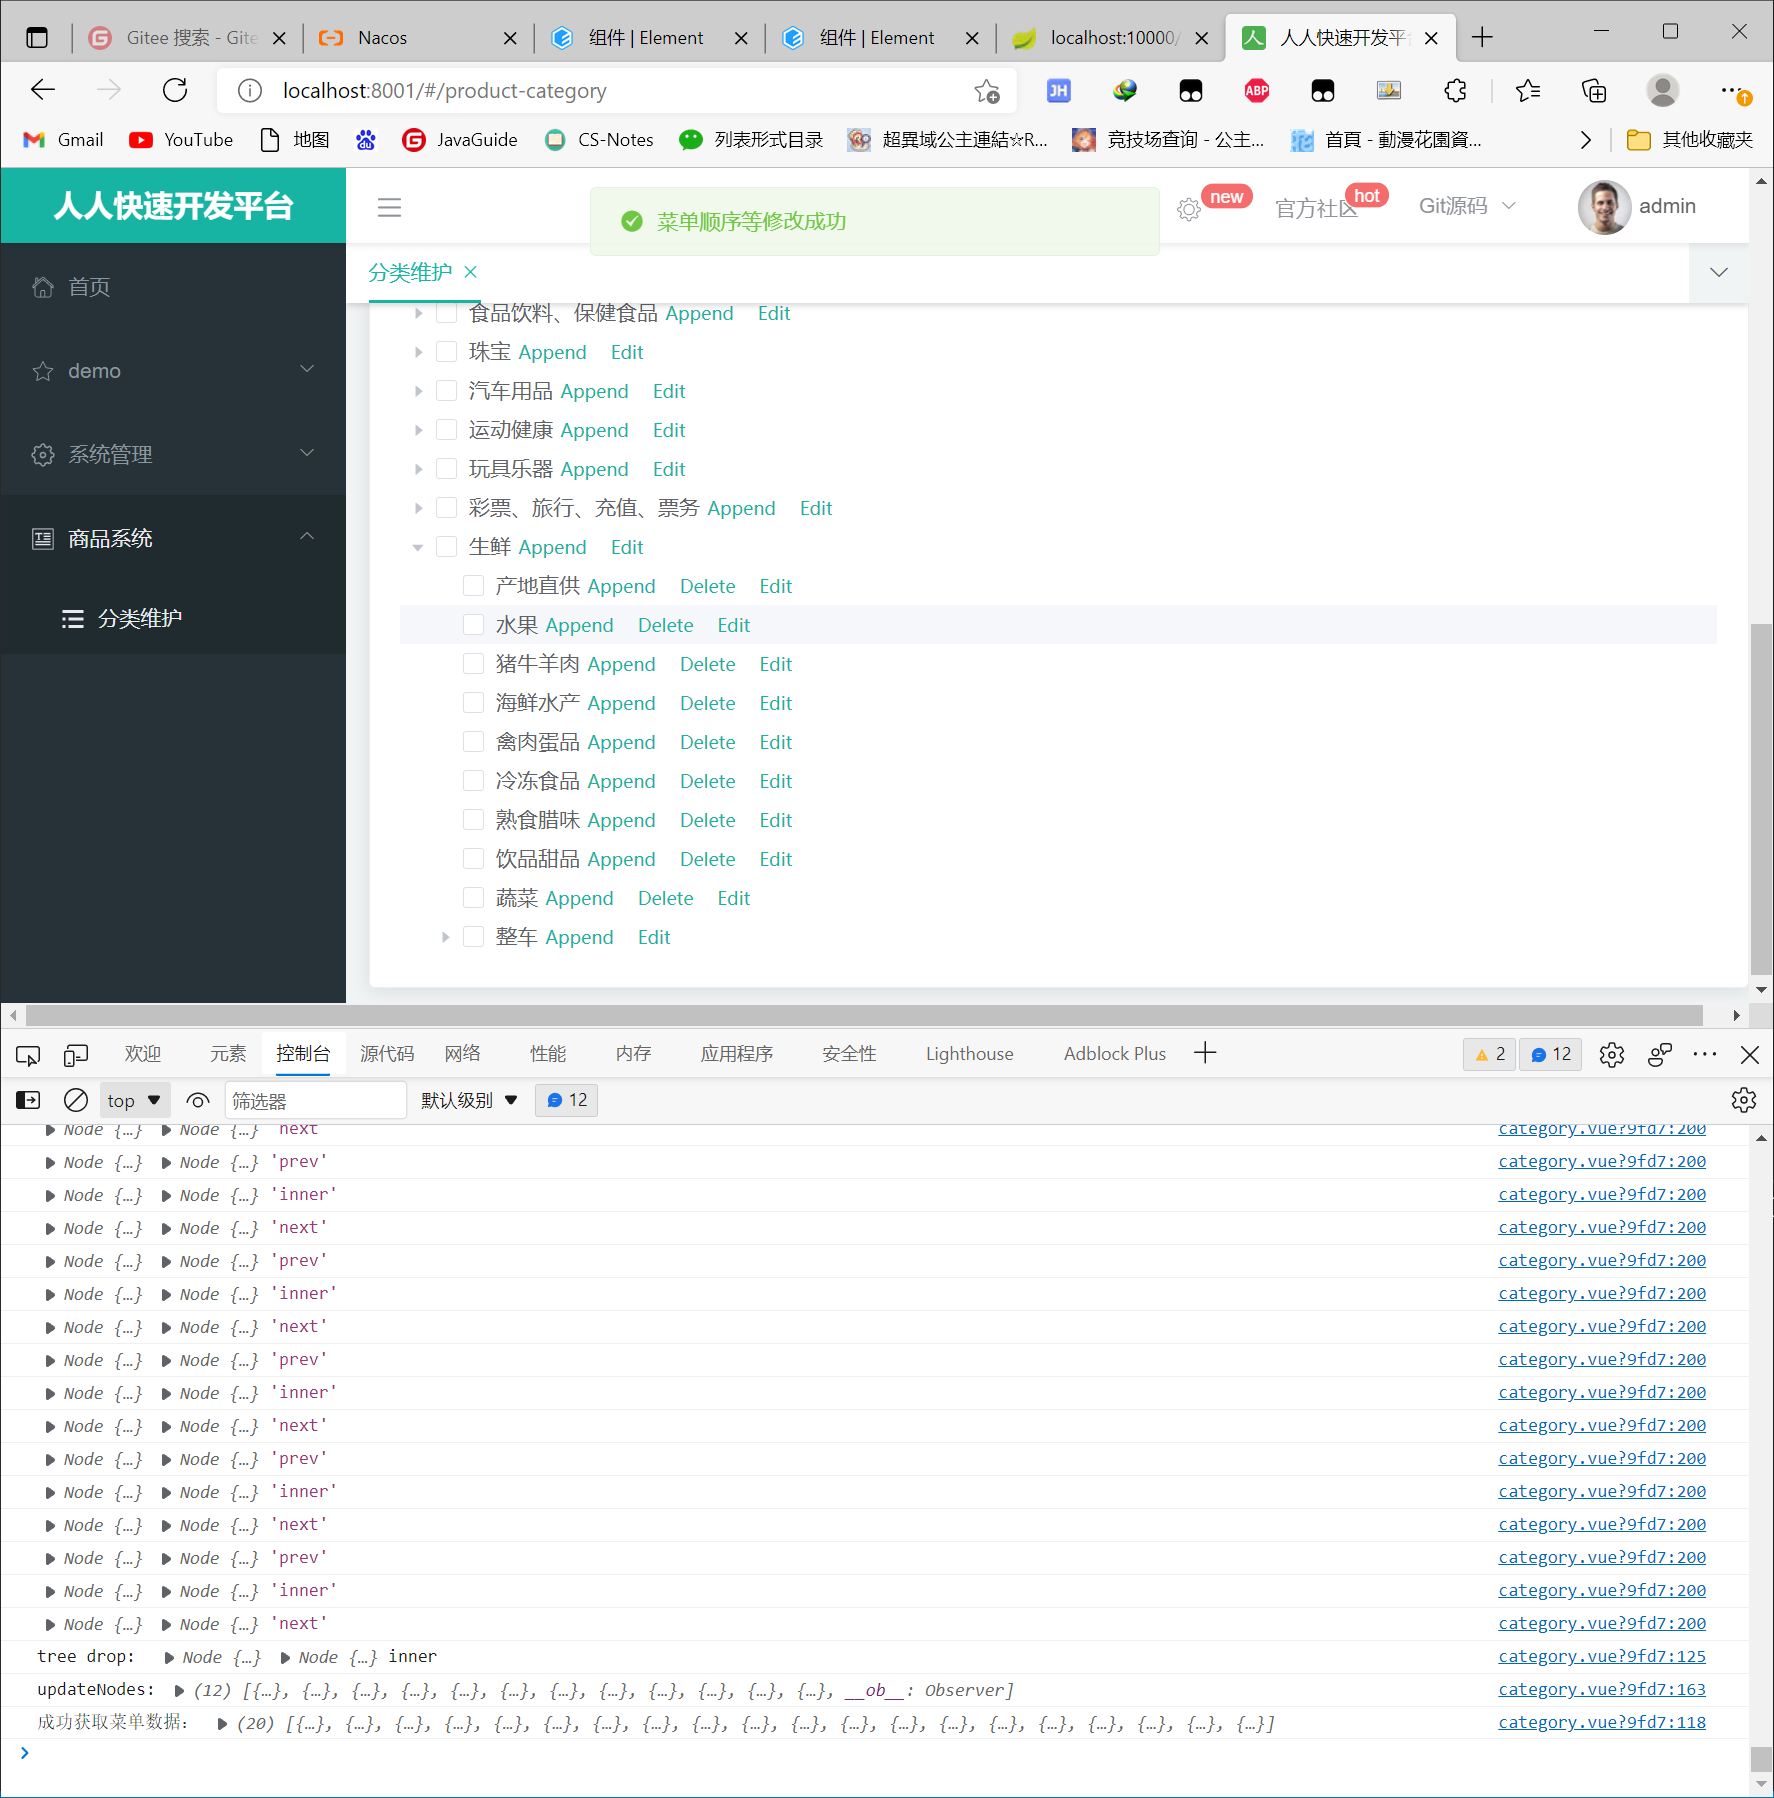 Gitee 搜索 - Gite
Nacos
组件 | Element
组件 | Element
localhost:10000/
人人快速开发平
localhost:8001/#/product-category
JH
ABP
Gmail
YouTube
地图
du
JavaGuide
CS-Notes
列表形式目录
超異域公主連結☆R...
竞技场查询 - 公主...
首頁 - 動漫花園資...
其他收藏夹
人人快速开发平台
菜单顺序等修改成功
new
官方社区
hot
Git源码
admin
首页
demo
系统管理
商品系统
分类维护
分类维护
食品饮料、保健食品 Append Edit
珠宝 Append Edit
汽车用品 Append Edit
运动健康 Append Edit
玩具乐器 Append Edit
彩票、旅行、充值、票务 Append Edit
生鲜 Append Edit
产地直供 Append Delete Edit
水果 Append Delete Edit
猪牛羊肉 Append Delete Edit
海鲜水产 Append Delete Edit
禽肉蛋品 Append Delete Edit
冷冻食品 Append Delete Edit
熟食腊味 Append Delete Edit
饮品甜品 Append Delete Edit
蔬菜 Append Delete Edit
整车 Append Edit
欢迎 元素 控制台 源代码 网络 性能 内存 应用程序 安全性 Lighthouse Adblock Plus 2 12
top 筛选器 默认级别 12
Node {…} Node {…} 'next' category.vue?9fd7:200
Node {…} Node {…} 'prev' category.vue?9fd7:200
Node {…} Node {…} 'inner' category.vue?9fd7:200
Node {…} Node {…} 'next' category.vue?9fd7:200
Node {…} Node {…} 'prev' category.vue?9fd7:200
Node {…} Node {…} 'inner' category.vue?9fd7:200
Node {…} Node {…} 'next' category.vue?9fd7:200
Node {…} Node {…} 'prev' category.vue?9fd7:200
Node {…} Node {…} 'inner' category.vue?9fd7:200
Node {…} Node {…} 'next' category.vue?9fd7:200
Node {…} Node {…} 'prev' category.vue?9fd7:200
Node {…} Node {…} 'inner' category.vue?9fd7:200
Node {…} Node {…} 'next' category.vue?9fd7:200
Node {…} Node {…} 'prev' category.vue?9fd7:200
Node {…} Node {…} 'inner' category.vue?9fd7:200
Node {…} Node {…} 'next' category.vue?9fd7:200
tree drop: Node {…} Node {…} inner category.vue?9fd7:125
updateNodes: (12) [{…}, {…}, {…}, {…}, {…}, {…}, {…}, {…}, {…}, {…}, {…}, {…}, __ob__: Observer] category.vue?9fd7:163
成功获取菜单数据: (20) [{…}, {…}, {…}, {…}, {…}, {…}, {…}, {…}, {…}, {…}, {…}, {…}, {…}, {…}, {…}, {…}, {…}, {…}, {…}, {…}] category.vue?9fd7:118